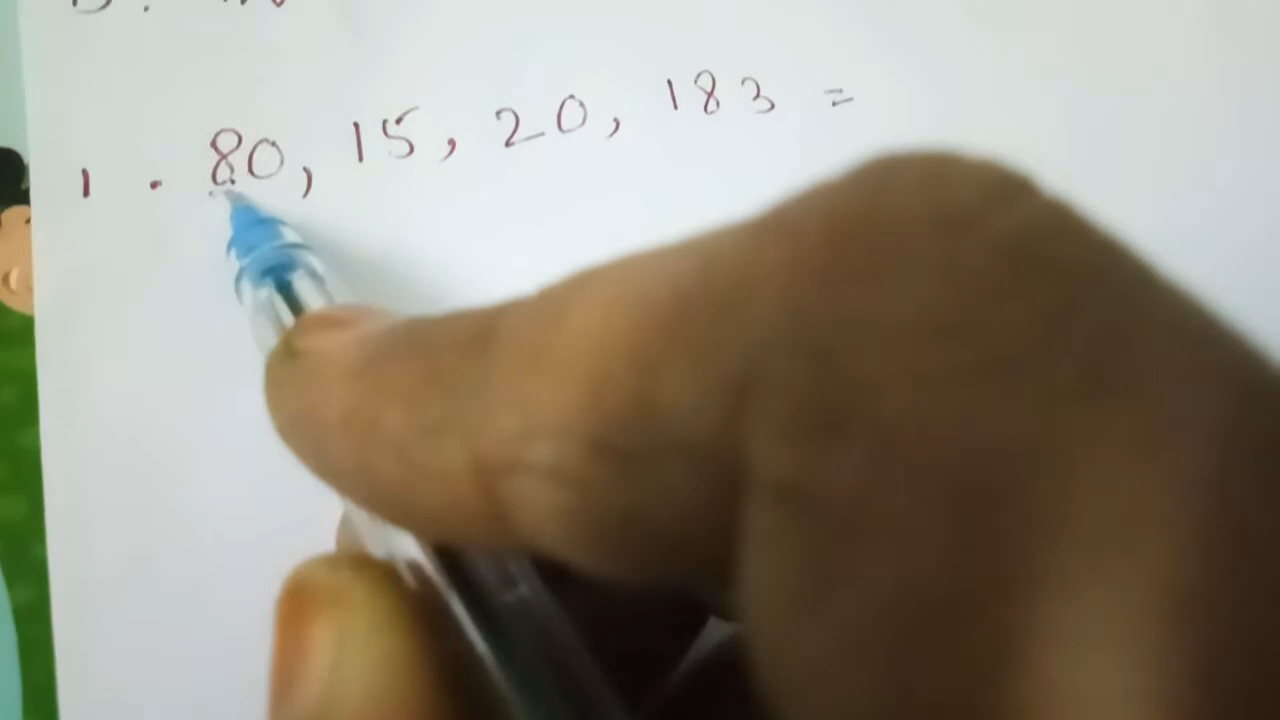 1 . 80, 15, 20, 183 =